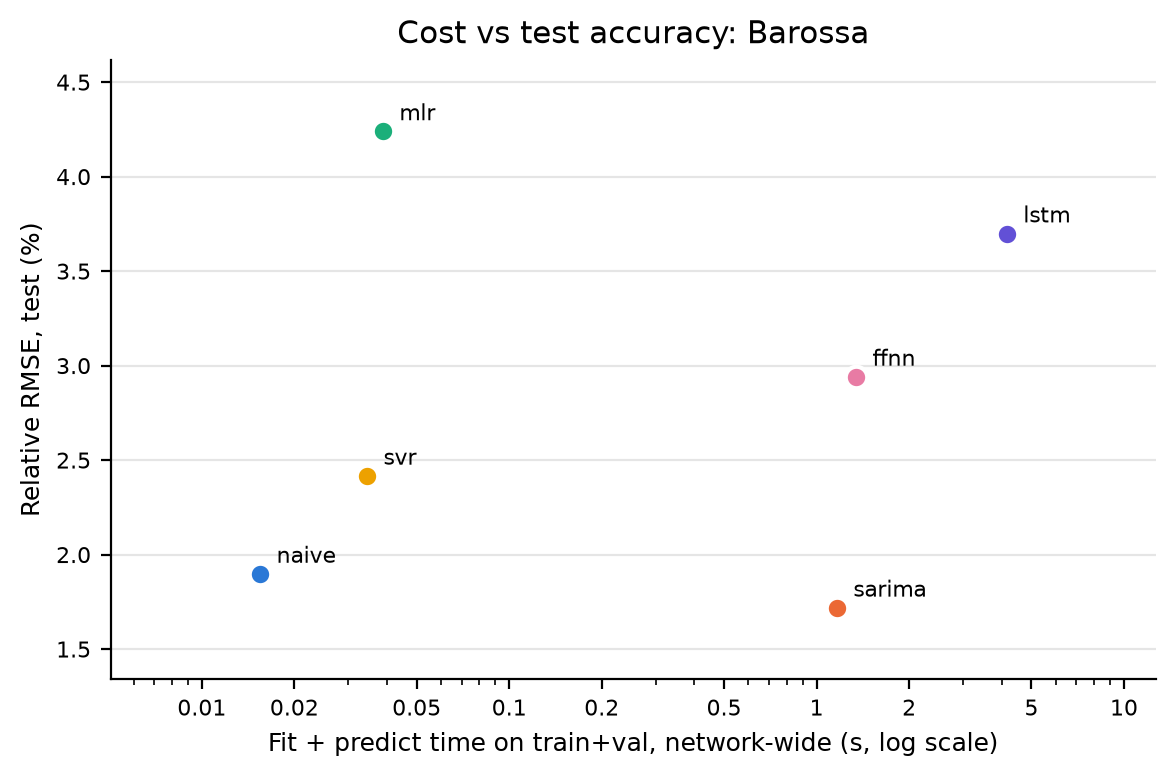 Cost vs test accuracy: Barossa
Relative RMSE, test (%)
4.5
4.0
3.5
3.0
2.5
2.0
1.5
mlr
lstm
ffnn
svr
naive
sarima
0.01 0.02 0.05 0.1 0.2 0.5 1 2 5 10
Fit + predict time on train+val, network-wide (s, log scale)